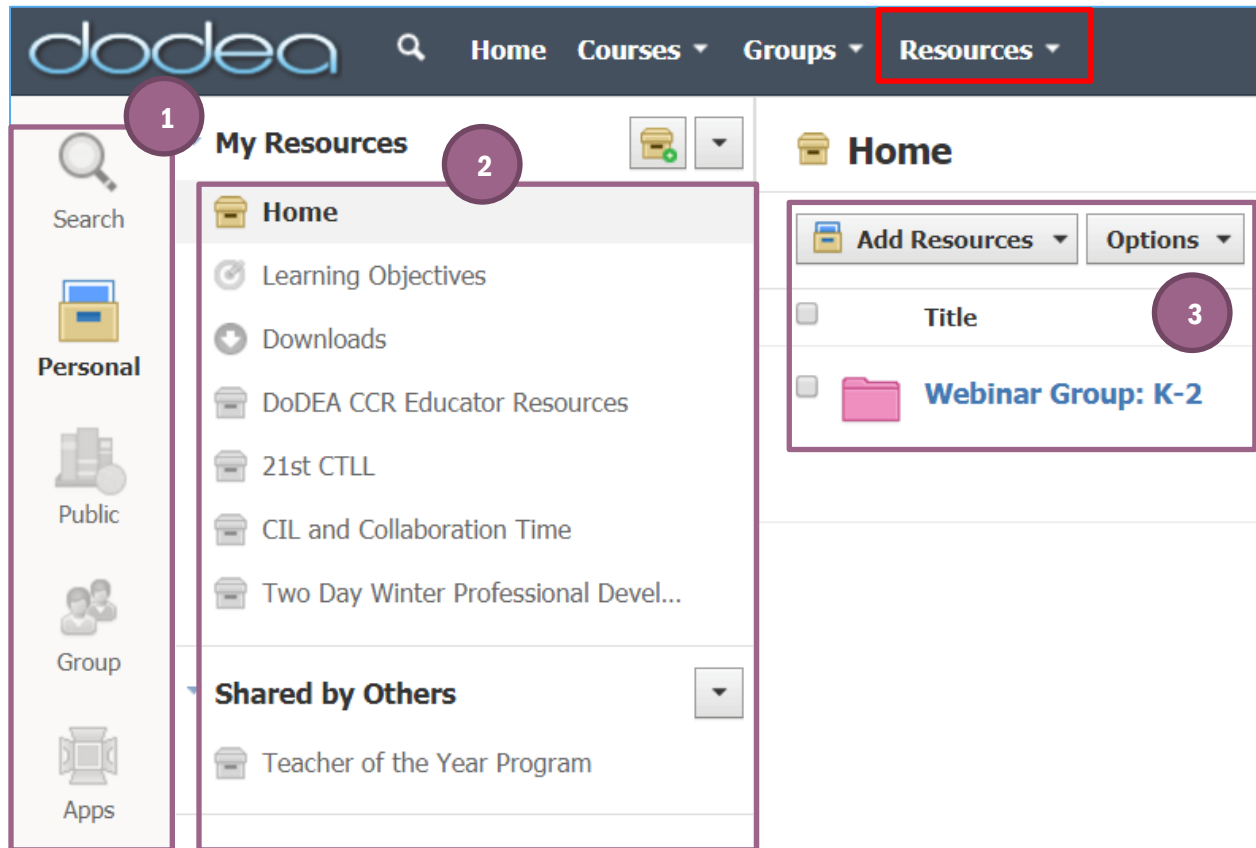 dodea Home Courses Groups Resources
1
Search
Personal
Public
Group
Apps
My Resources
2
Home
Learning Objectives
Downloads
DoDEA CCR Educator Resources
21st CTLL
CIL and Collaboration Time
Two Day Winter Professional Devel...
Shared by Others
Teacher of the Year Program
Home
Add Resources Options
Title
3
Webinar Group: K-2